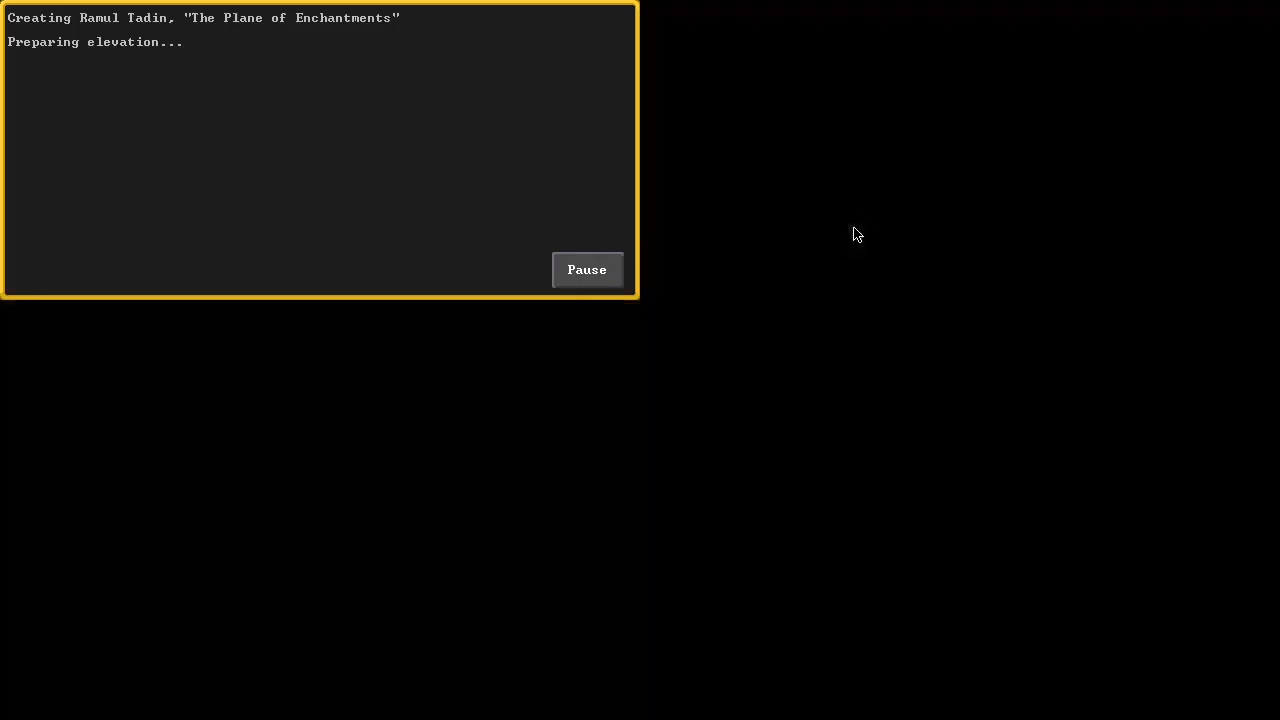 Creating Ramul Tadin, "The Plane of Enchantments"
Preparing elevation...
Pause